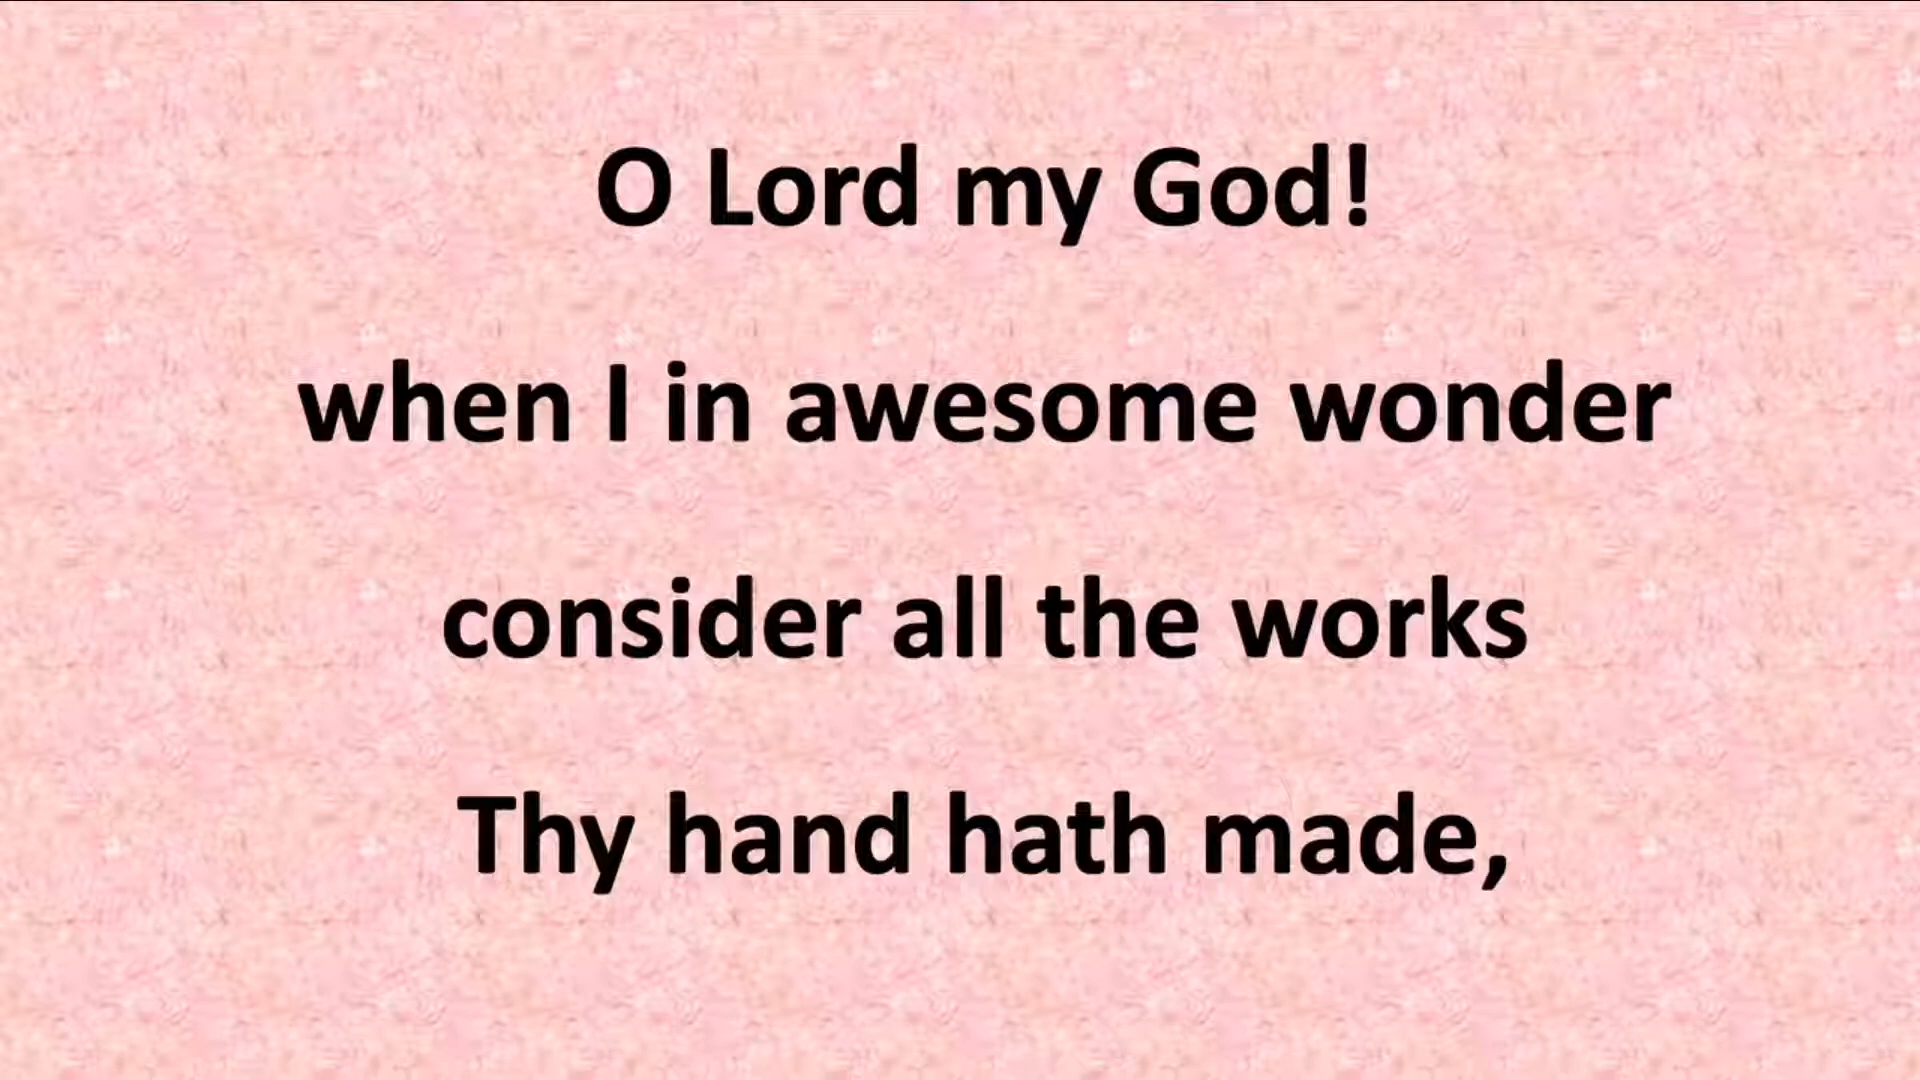 O Lord my God!
when I in awesome wonder
consider all the works
Thy hand hath made,